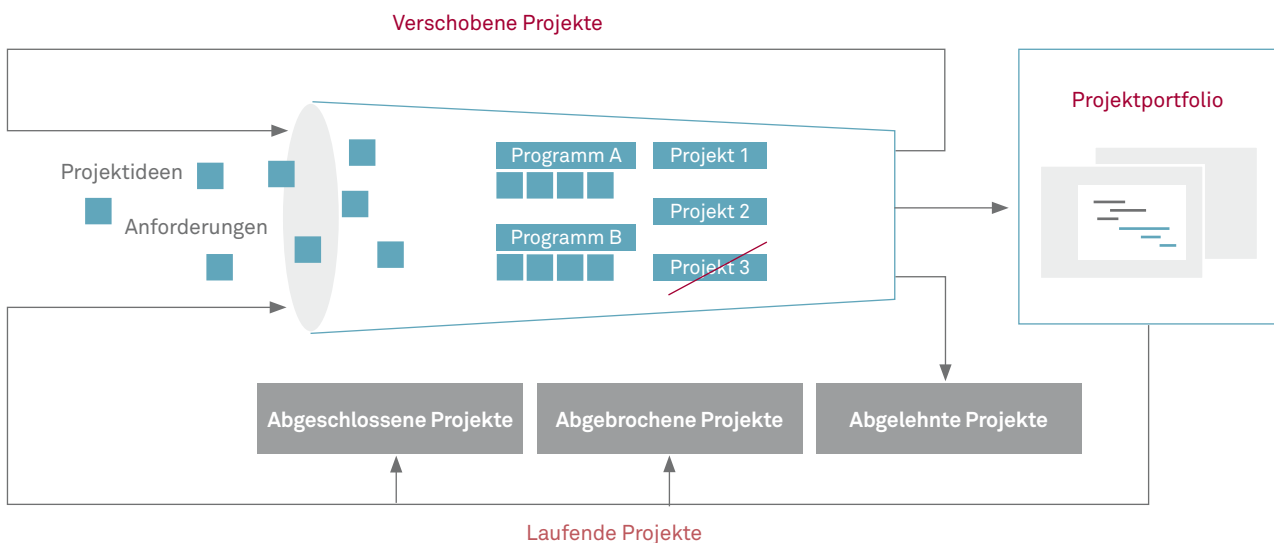 Verschobene Projekte
Projektportfolio
Projektideen
Anforderungen
Programm A
Projekt 1
Projekt 2
Programm B
Projekt 3
Abgeschlossene Projekte
Abgebrochene Projekte
Abgelehnte Projekte
Laufende Projekte